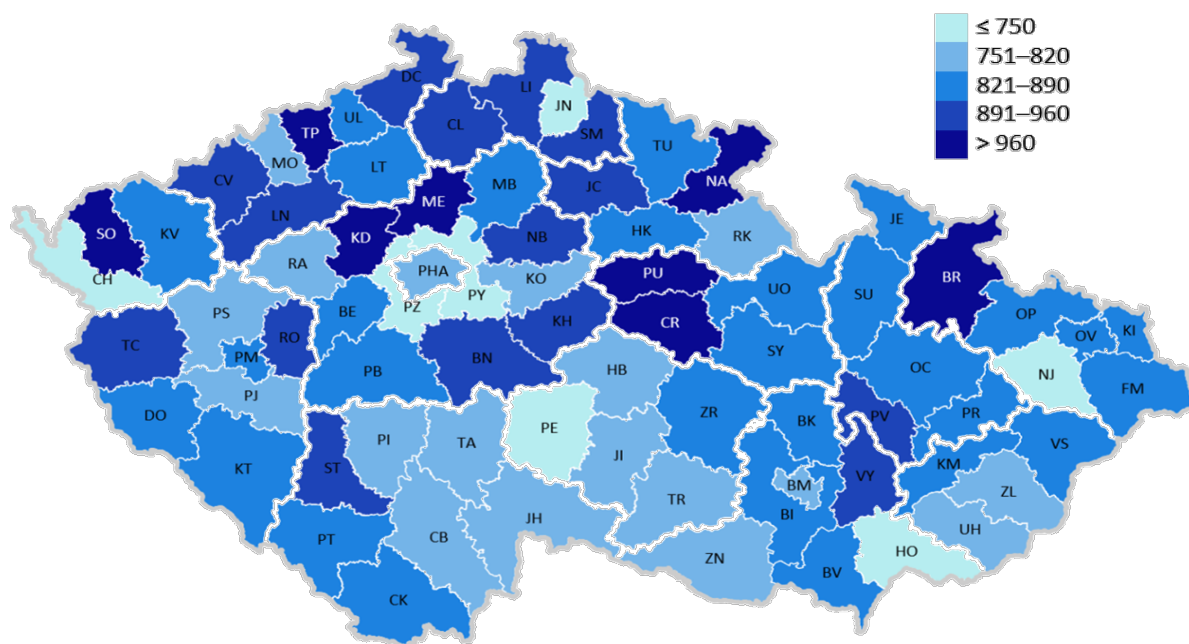 ≤ 750
751–820
821–890
891–960
> 960
DC
LI
JN
SM
TP
UL
CL
TU
MO
LT
CV
ME
MB
JC
NA
LN
SO
KV
KD
NB
HK
RK
JE
CH
RA
PHA
KO
PU
BR
PZ
PY
UO
SU
PS
BE
KH
CR
OP
OV
KI
TC
PM
RO
BN
SY
OC
NJ
FM
PJ
PB
HB
DO
ZR
BK
PV
PR
VS
PI
TA
PE
KT
ST
JI
KM
BM
VY
ZL
TR
BI
UH
PT
CB
JH
ZN
HO
BV
CK